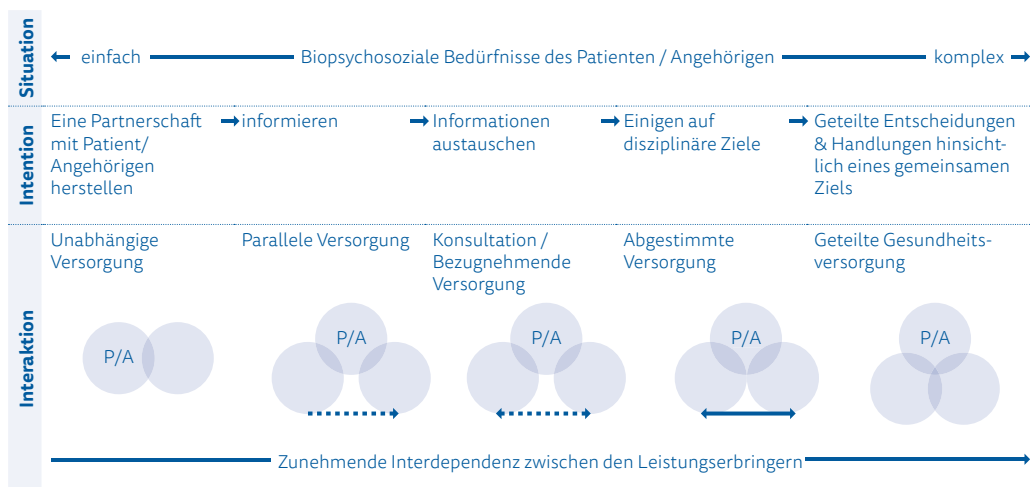 Situation
einfach
Biopsychosoziale Bedürfnisse des Patienten / Angehörigen
komplex
Intention
Eine Partnerschaft
mit Patient/
Angehörigen
herstellen
informieren
Informationen
austauschen
Einigen auf
disziplinäre Ziele
Geteilte Entscheidungen
& Handlungen hinsicht-
lich eines gemeinsamen
Ziels
Interaktion
Unabhängige
Versorgung
Parallele Versorgung
Konsultation /
Bezugnehmende
Versorgung
Abgestimmte
Versorgung
Geteilte Gesundheits-
versorgung
P/A
P/A
P/A
P/A
P/A
Zunehmende Interdependenz zwischen den Leistungserbringern